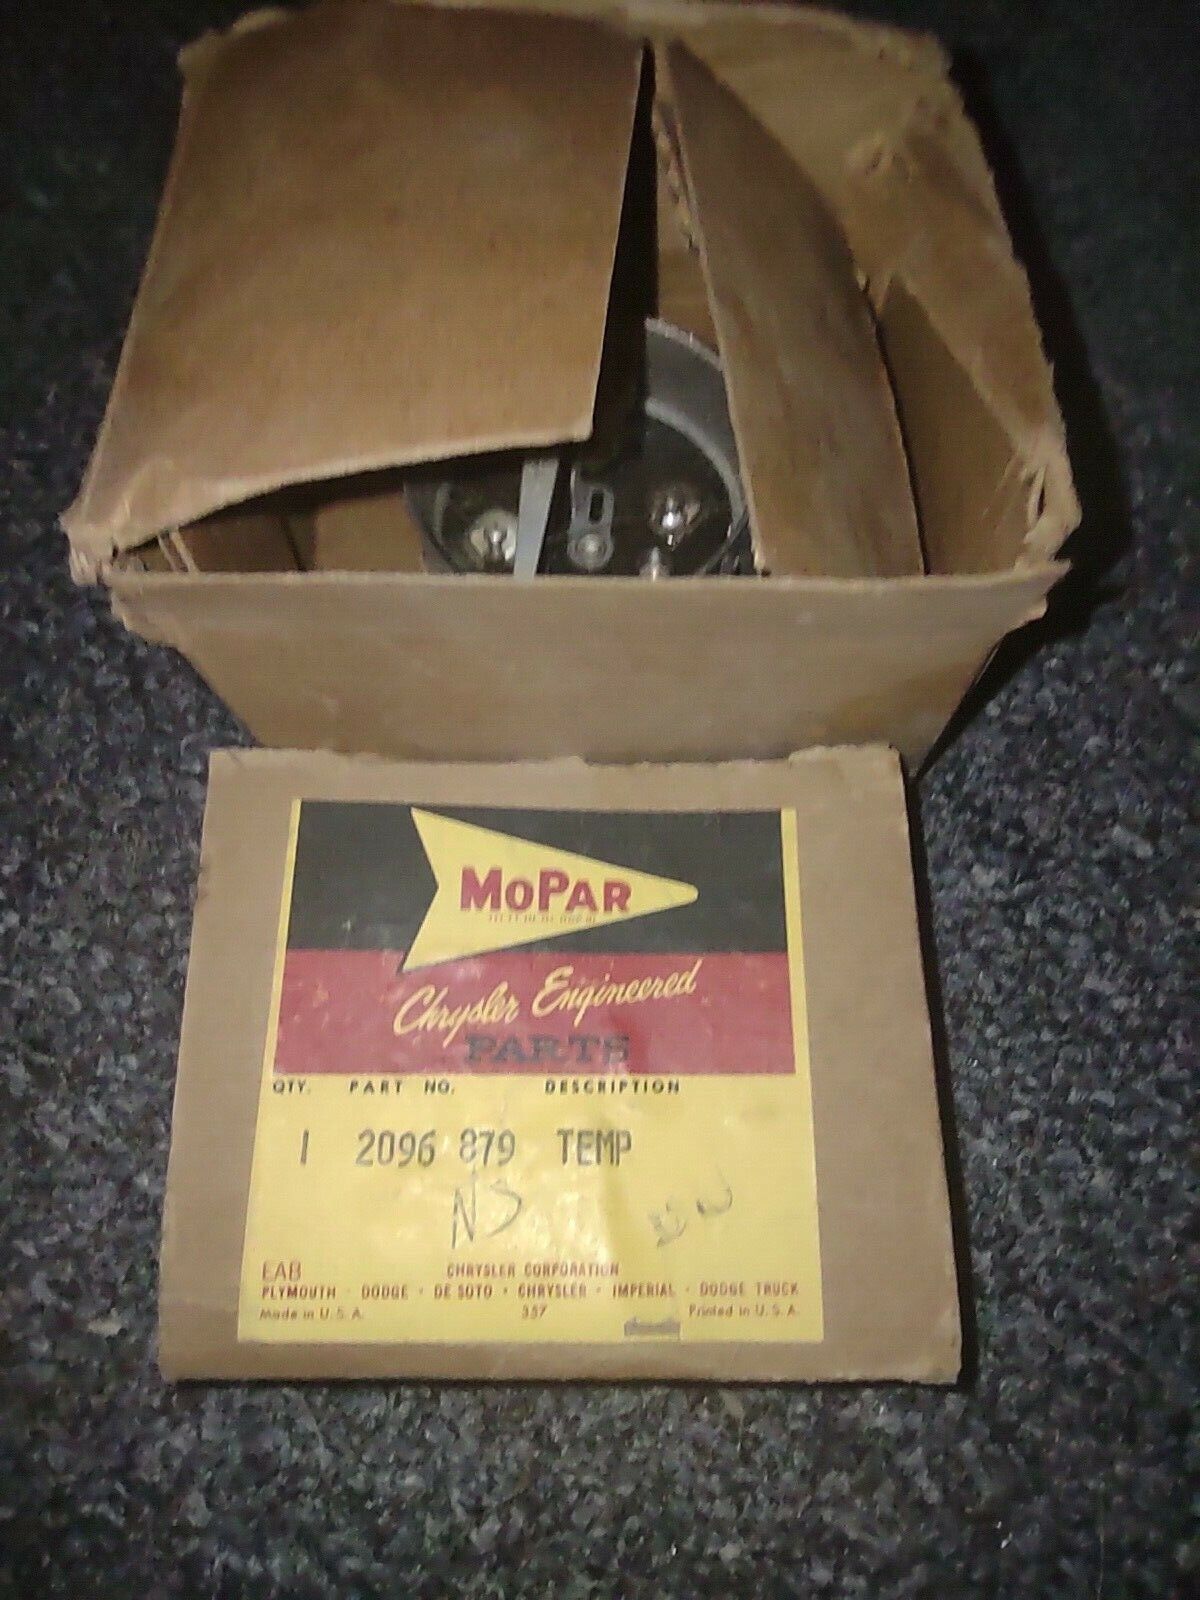 MOPAR
Chrysler Engineered
PARTS
QTY. PART NO. DESCRIPTION
1 2096 879 TEMP
NS
EAB CHRYSLER CORPORATION
PLYMOUTH · DODGE · DE SOTO · CHRYSLER · IMPERIAL · DODGE TRUCK
Made in U.S.A. 357 Printed in U.S.A.